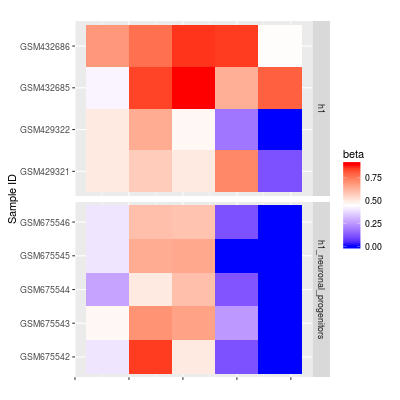 Sample ID
GSM432686
GSM432685
GSM429322
GSM429321
h1
GSM675546
GSM675545
GSM675544
GSM675543
GSM675542
h1_neuronal_progenitors
beta
0.75
0.50
0.25
0.00